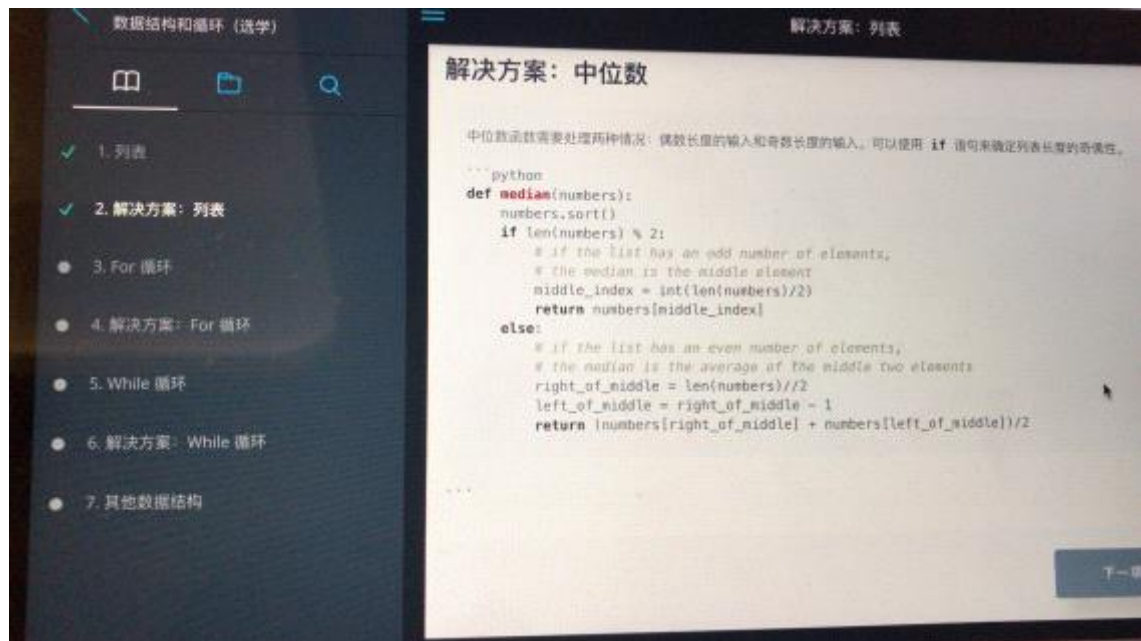 数据结构和循环（选学）
1. 列表
2. 解决方案：列表
3. For 循环
4. 解决方案：For 循环
5. While 循环
6. 解决方案：While 循环
7. 其他数据结构
解决方案：列表
解决方案：中位数
中位数函数需要处理两种情况：偶数长度的输入和奇数长度的输入。可以使用 if 语句来确定列表长度的奇偶性。
```python
def median(numbers):
    numbers.sort()
    if len(numbers) % 2:
        # if the list has an odd number of elements,
        # the median is the middle element
        middle_index = int(len(numbers)/2)
        return numbers[middle_index]
    else:
        # if the list has an even number of elements,
        # the median is the average of the middle two elements
        right_of_middle = len(numbers)//2
        left_of_middle = right_of_middle - 1
        return (numbers[right_of_middle] + numbers[left_of_middle])/2
```
下一